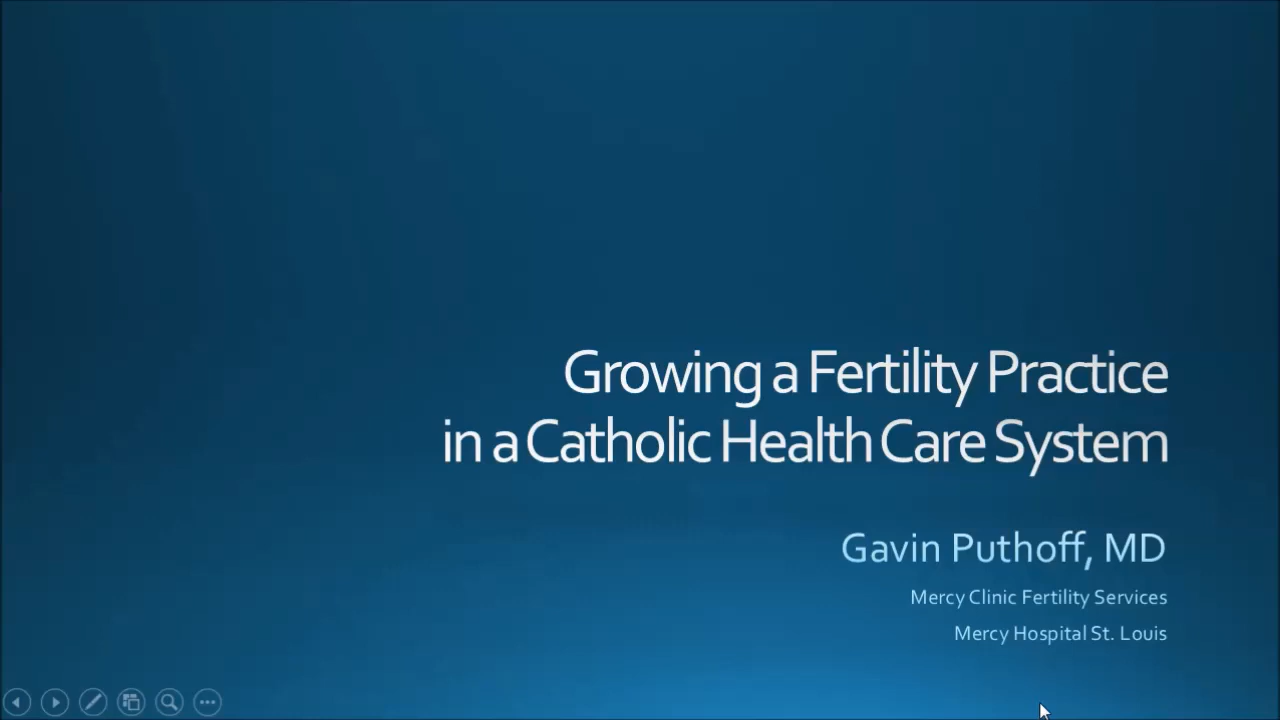 Growing a Fertility Practice
in a Catholic Health Care System
Gavin Puthoff, MD
Mercy Clinic Fertility Services
Mercy Hospital St. Louis